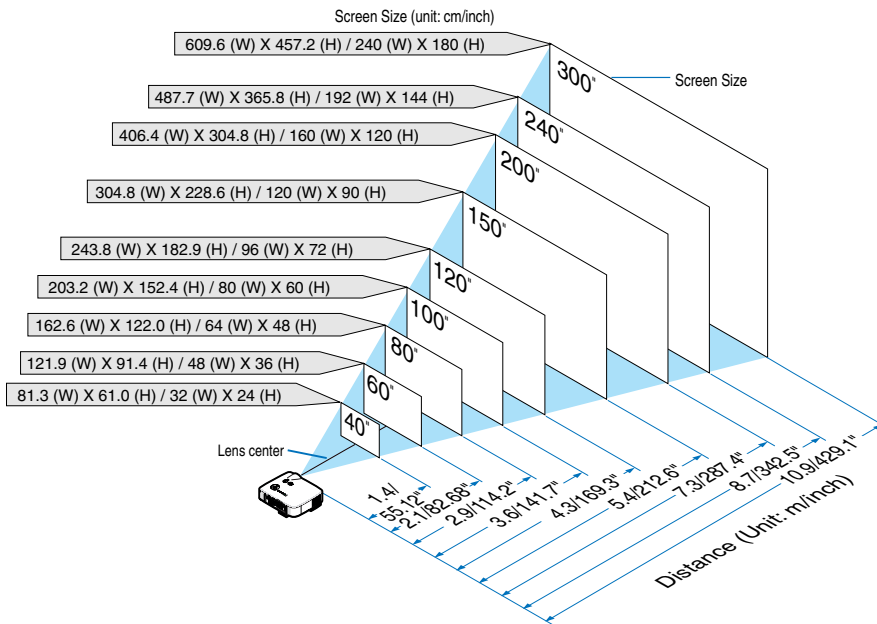 Screen Size (unit: cm/inch)
609.6 (W) X 457.2 (H) / 240 (W) X 180 (H)
300"
Screen Size
487.7 (W) X 365.8 (H) / 192 (W) X 144 (H)
240"
406.4 (W) X 304.8 (H) / 160 (W) X 120 (H)
200"
304.8 (W) X 228.6 (H) / 120 (W) X 90 (H)
150"
243.8 (W) X 182.9 (H) / 96 (W) X 72 (H)
120"
203.2 (W) X 152.4 (H) / 80 (W) X 60 (H)
100"
162.6 (W) X 122.0 (H) / 64 (W) X 48 (H)
80"
121.9 (W) X 91.4 (H) / 48 (W) X 36 (H)
60"
81.3 (W) X 61.0 (H) / 32 (W) X 24 (H)
40"
Lens center
1.4/
55.12"
2.1/82.68"
2.9/114.2"
3.6/141.7"
4.3/169.3"
5.4/212.6"
7.3/287.4"
8.7/342.5"
10.9/429.1"
Distance (Unit: m/inch)